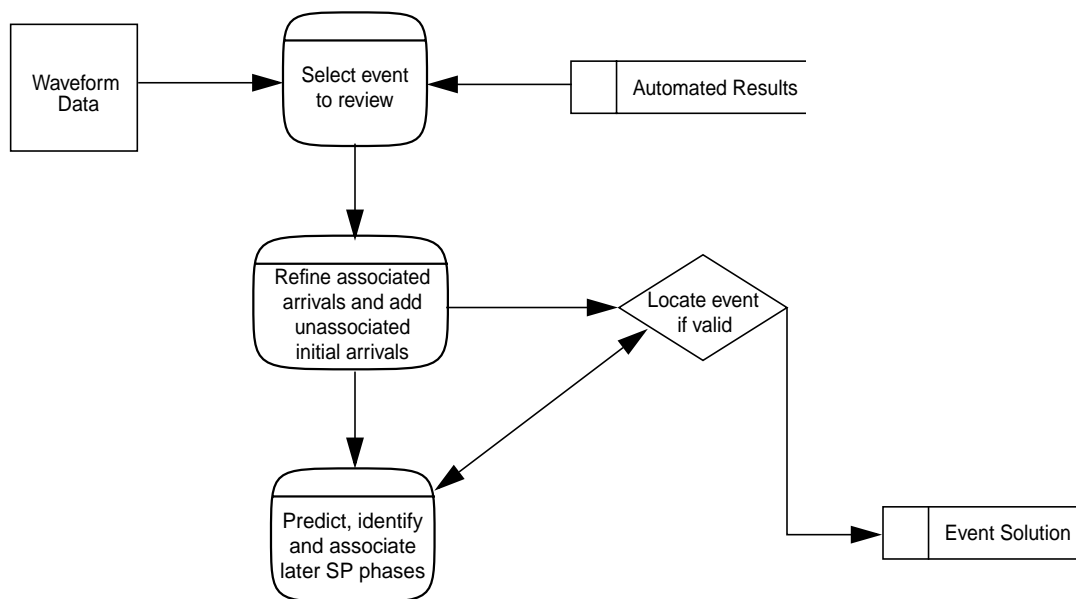 Waveform
Data
Select event
to review
Automated Results
Refine associated
arrivals and add
unassociated
initial arrivals
Locate event
if valid
Predict, identify
and associate
later SP phases
Event Solution